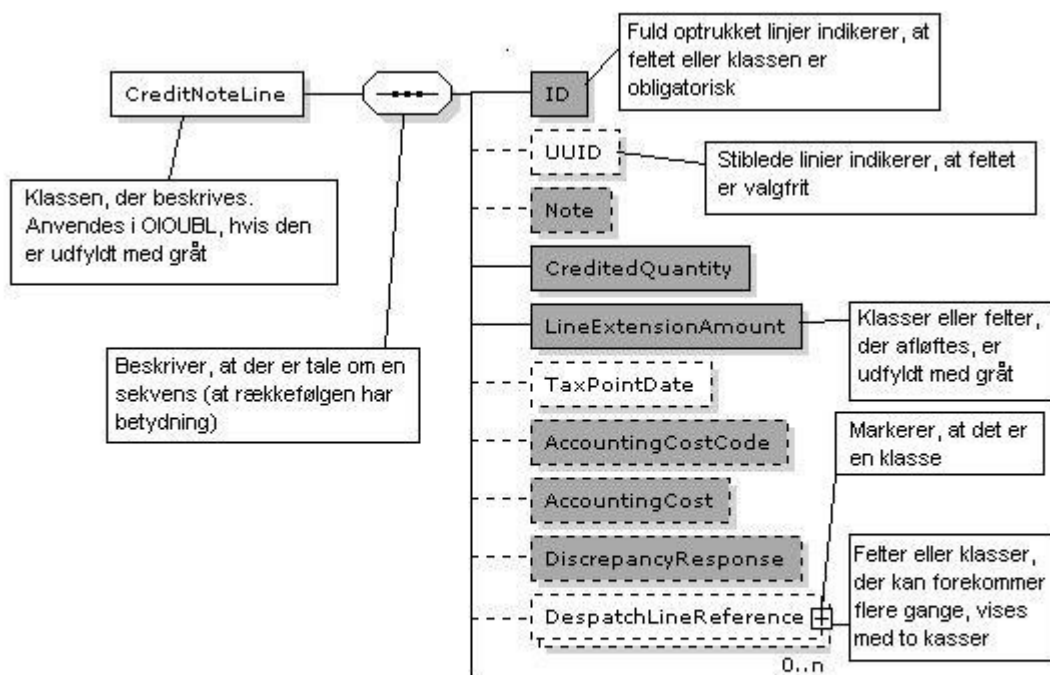 Fuld optrukket linjer indikerer, at
feltet eller klassen er
obligatorisk
CreditNoteLine
ID
UUID
Stiblede linier indikerer, at feltet
er valgfrit
Klassen, der beskrives.
Anvendes i OIOUBL, hvis den
er udfyldt med gråt
Note
CreditedQuantity
LineExtensionAmount
Klasser eller felter,
der afløftes, er
udfyldt med gråt
Beskriver, at der er tale om en
sekvens (at rækkefølgen har
betydning)
TaxPointDate
AccountingCostCode
Markerer, at det er
en klasse
AccountingCost
DiscrepancyResponse
Felter eller klasser,
der kan forekommer
flere gange, vises
med to kasser
DespatchLineReference
0..n